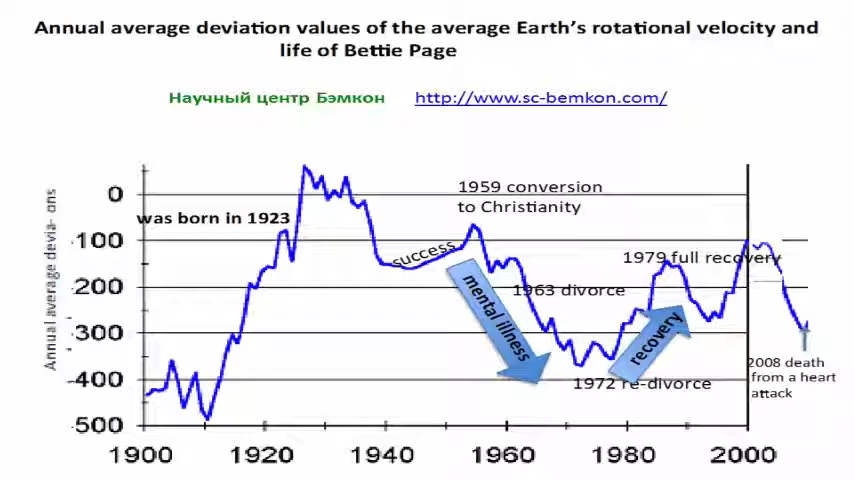 Annual average deviation values of the average Earth's rotational velocity and
life of Bettie Page
Научный центр Бэмкон http://www.sc-bemkon.com/
1959 conversion
to Christianity
was born in 1923
success
1979 full recovery
1963 divorce
mental illness
recovery
1972 re-divorce
2008 death
from a heart
attack
Annual average devia- ons
0
-100
-200
-300
-400
-500
1900 1920 1940 1960 1980 2000